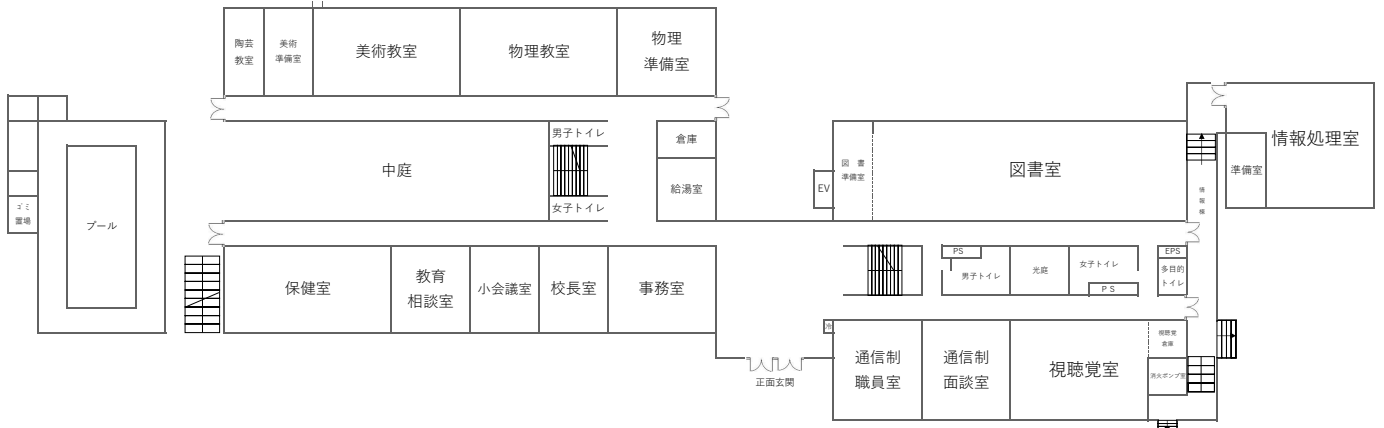 陶芸
教室
美術
準備室
美術教室
物理教室
物理
準備室
男子トイレ
中庭
女子トイレ
倉庫
給湯室
EV
図 書
準備室
図書室
情報処理室
準備室
情
報
棟
ゴミ
置場
プール
保健室
教育
相談室
小会議室
校長室
事務室
PS
男子トイレ
光庭
女子トイレ
P S
EPS
多目的
トイレ
正面玄関
通信制
職員室
通信制
面談室
視聴覚室
視聴覚
倉庫
消火ポンプ室